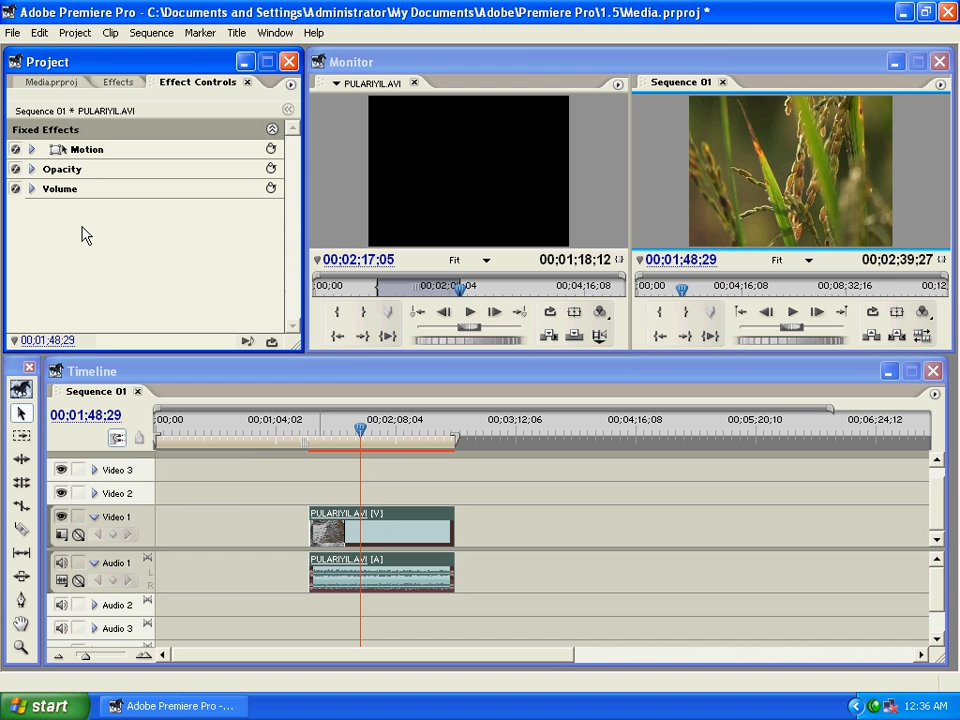 Adobe Premiere Pro - C:\Documents and Settings\Administrator\My Documents\Adobe\Premiere Pro\1.5\Media.prproj *
File Edit Project Clip Sequence Marker Title Window Help
Project
Media.prproj Effects Effect Controls
Sequence 01 * PULARIYIL.AVI
Fixed Effects
Motion
Opacity
Volume
00;01;48;29
Monitor
PULARIYIL.AVI
Sequence 01
00;02;17;05 Fit 00;01;18;12
00;01;48;29 Fit 00;02;39;27
00;00 00;04;16;08
00;00 00;04;16;08 00;08;32;16 00;12
Timeline
Sequence 01
00;01;48;29
00;00 00;01;04;02 00;02;08;04 00;03;12;06 00;04;16;08 00;05;20;10 00;06;24;12
Video 3
Video 2
Video 1
PULARIYIL.AVI [V]
Audio 1
PULARIYIL.AVI [A]
L
R
Audio 2
Audio 3
start
Adobe Premiere Pro -...
12:36 AM